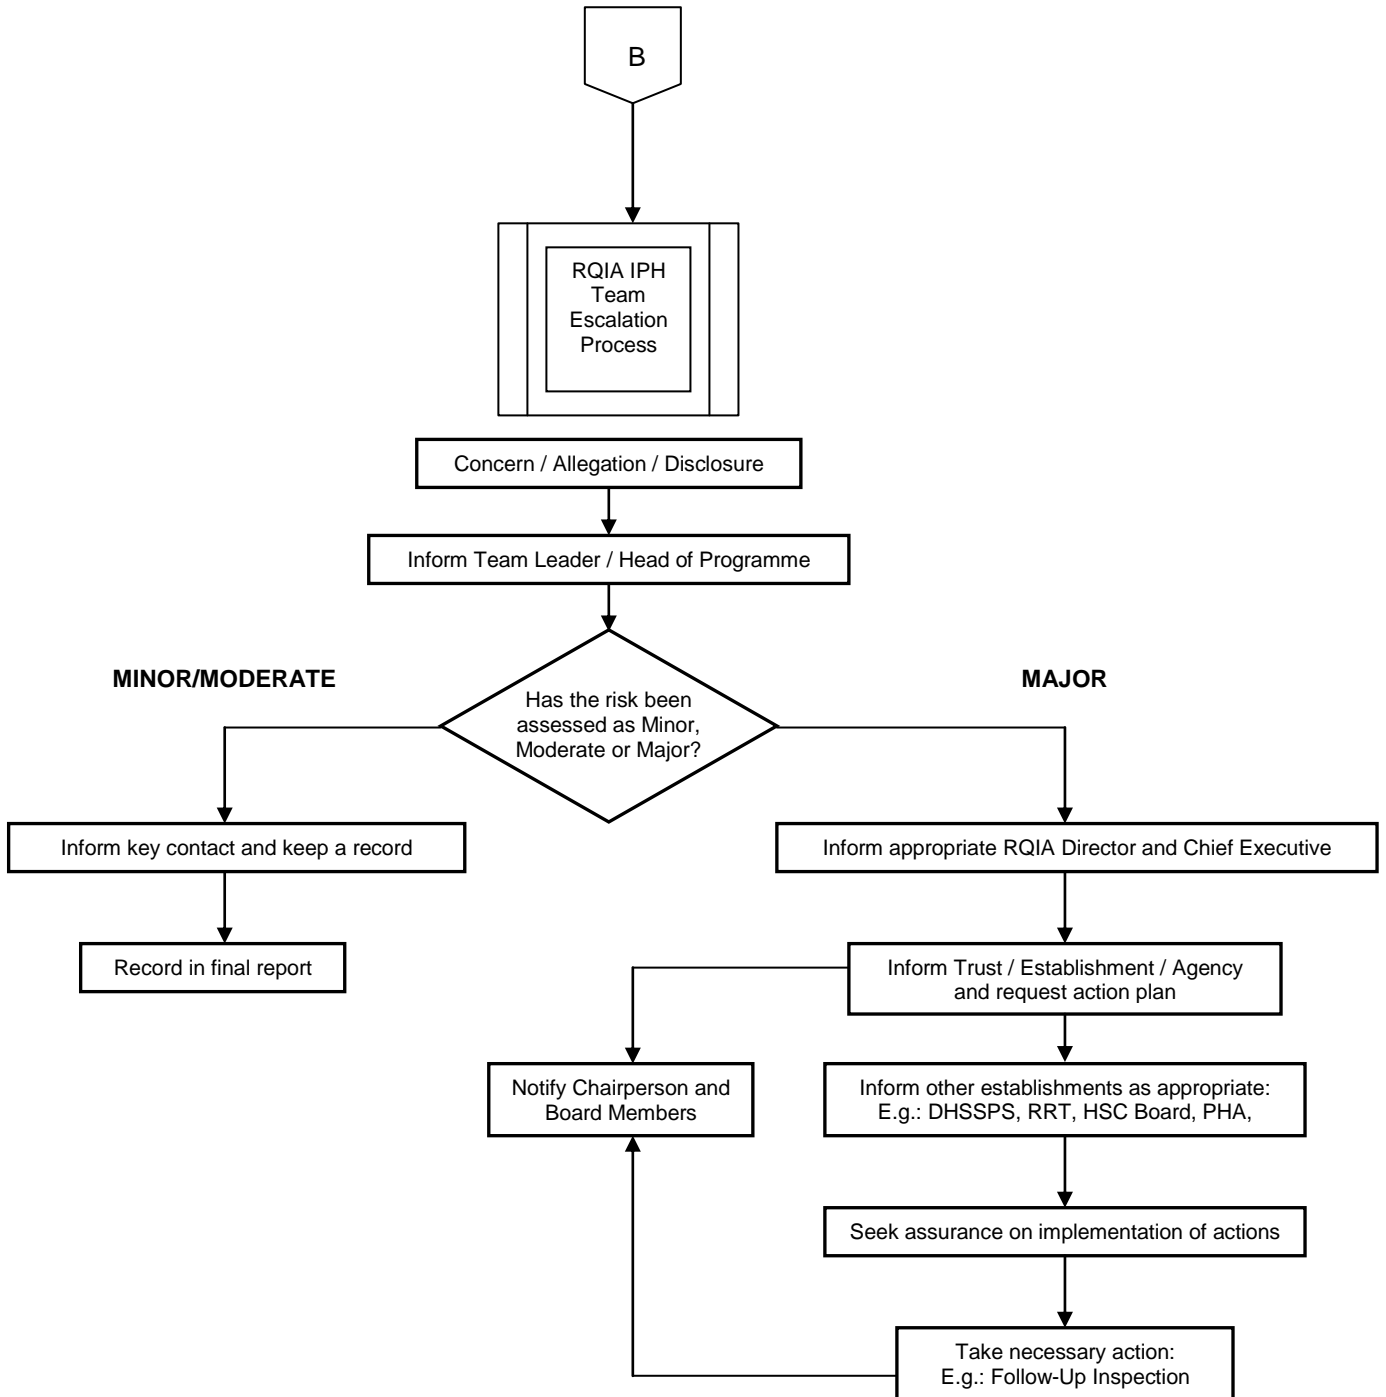 B
RQIA IPH
Team
Escalation
Process
Concern / Allegation / Disclosure
Inform Team Leader / Head of Programme
MINOR/MODERATE
MAJOR
Has the risk been
assessed as Minor,
Moderate or Major?
Inform key contact and keep a record
Inform appropriate RQIA Director and Chief Executive
Record in final report
Inform Trust / Establishment / Agency
and request action plan
Notify Chairperson and
Board Members
Inform other establishments as appropriate:
E.g.: DHSSPS, RRT, HSC Board, PHA,
Seek assurance on implementation of actions
Take necessary action:
E.g.: Follow-Up Inspection